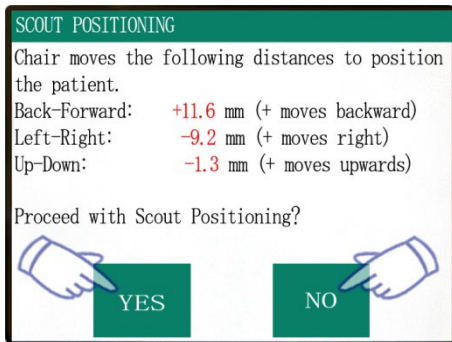 SCOUT POSITIONING
Chair moves the following distances to position
the patient.
Back-Forward: +11.6 mm (+ moves backward)
Left-Right: -9.2 mm (+ moves right)
Up-Down: -1.3 mm (+ moves upwards)
Proceed with Scout Positioning?
YES NO